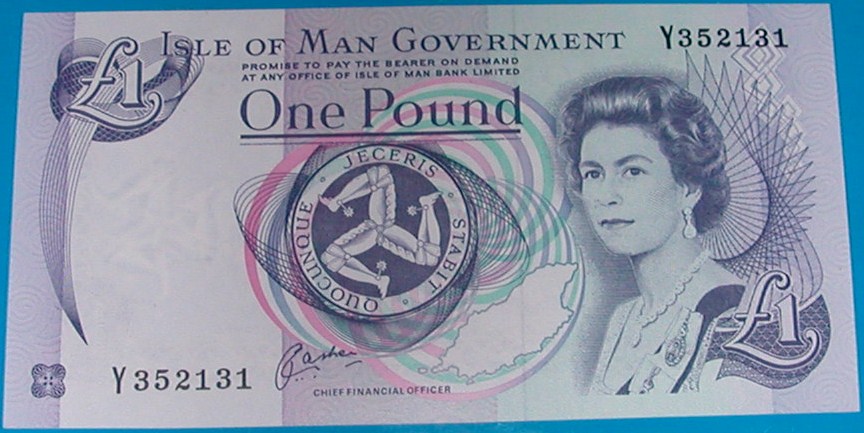 £1
ISLE OF MAN GOVERNMENT Y352131
PROMISE TO PAY THE BEARER ON DEMAND
AT ANY OFFICE OF ISLE OF MAN BANK LIMITED
ONE POUND
QUOCUNQUE · JECERIS · STABIT ·
£1
Y352131
CHIEF FINANCIAL OFFICER